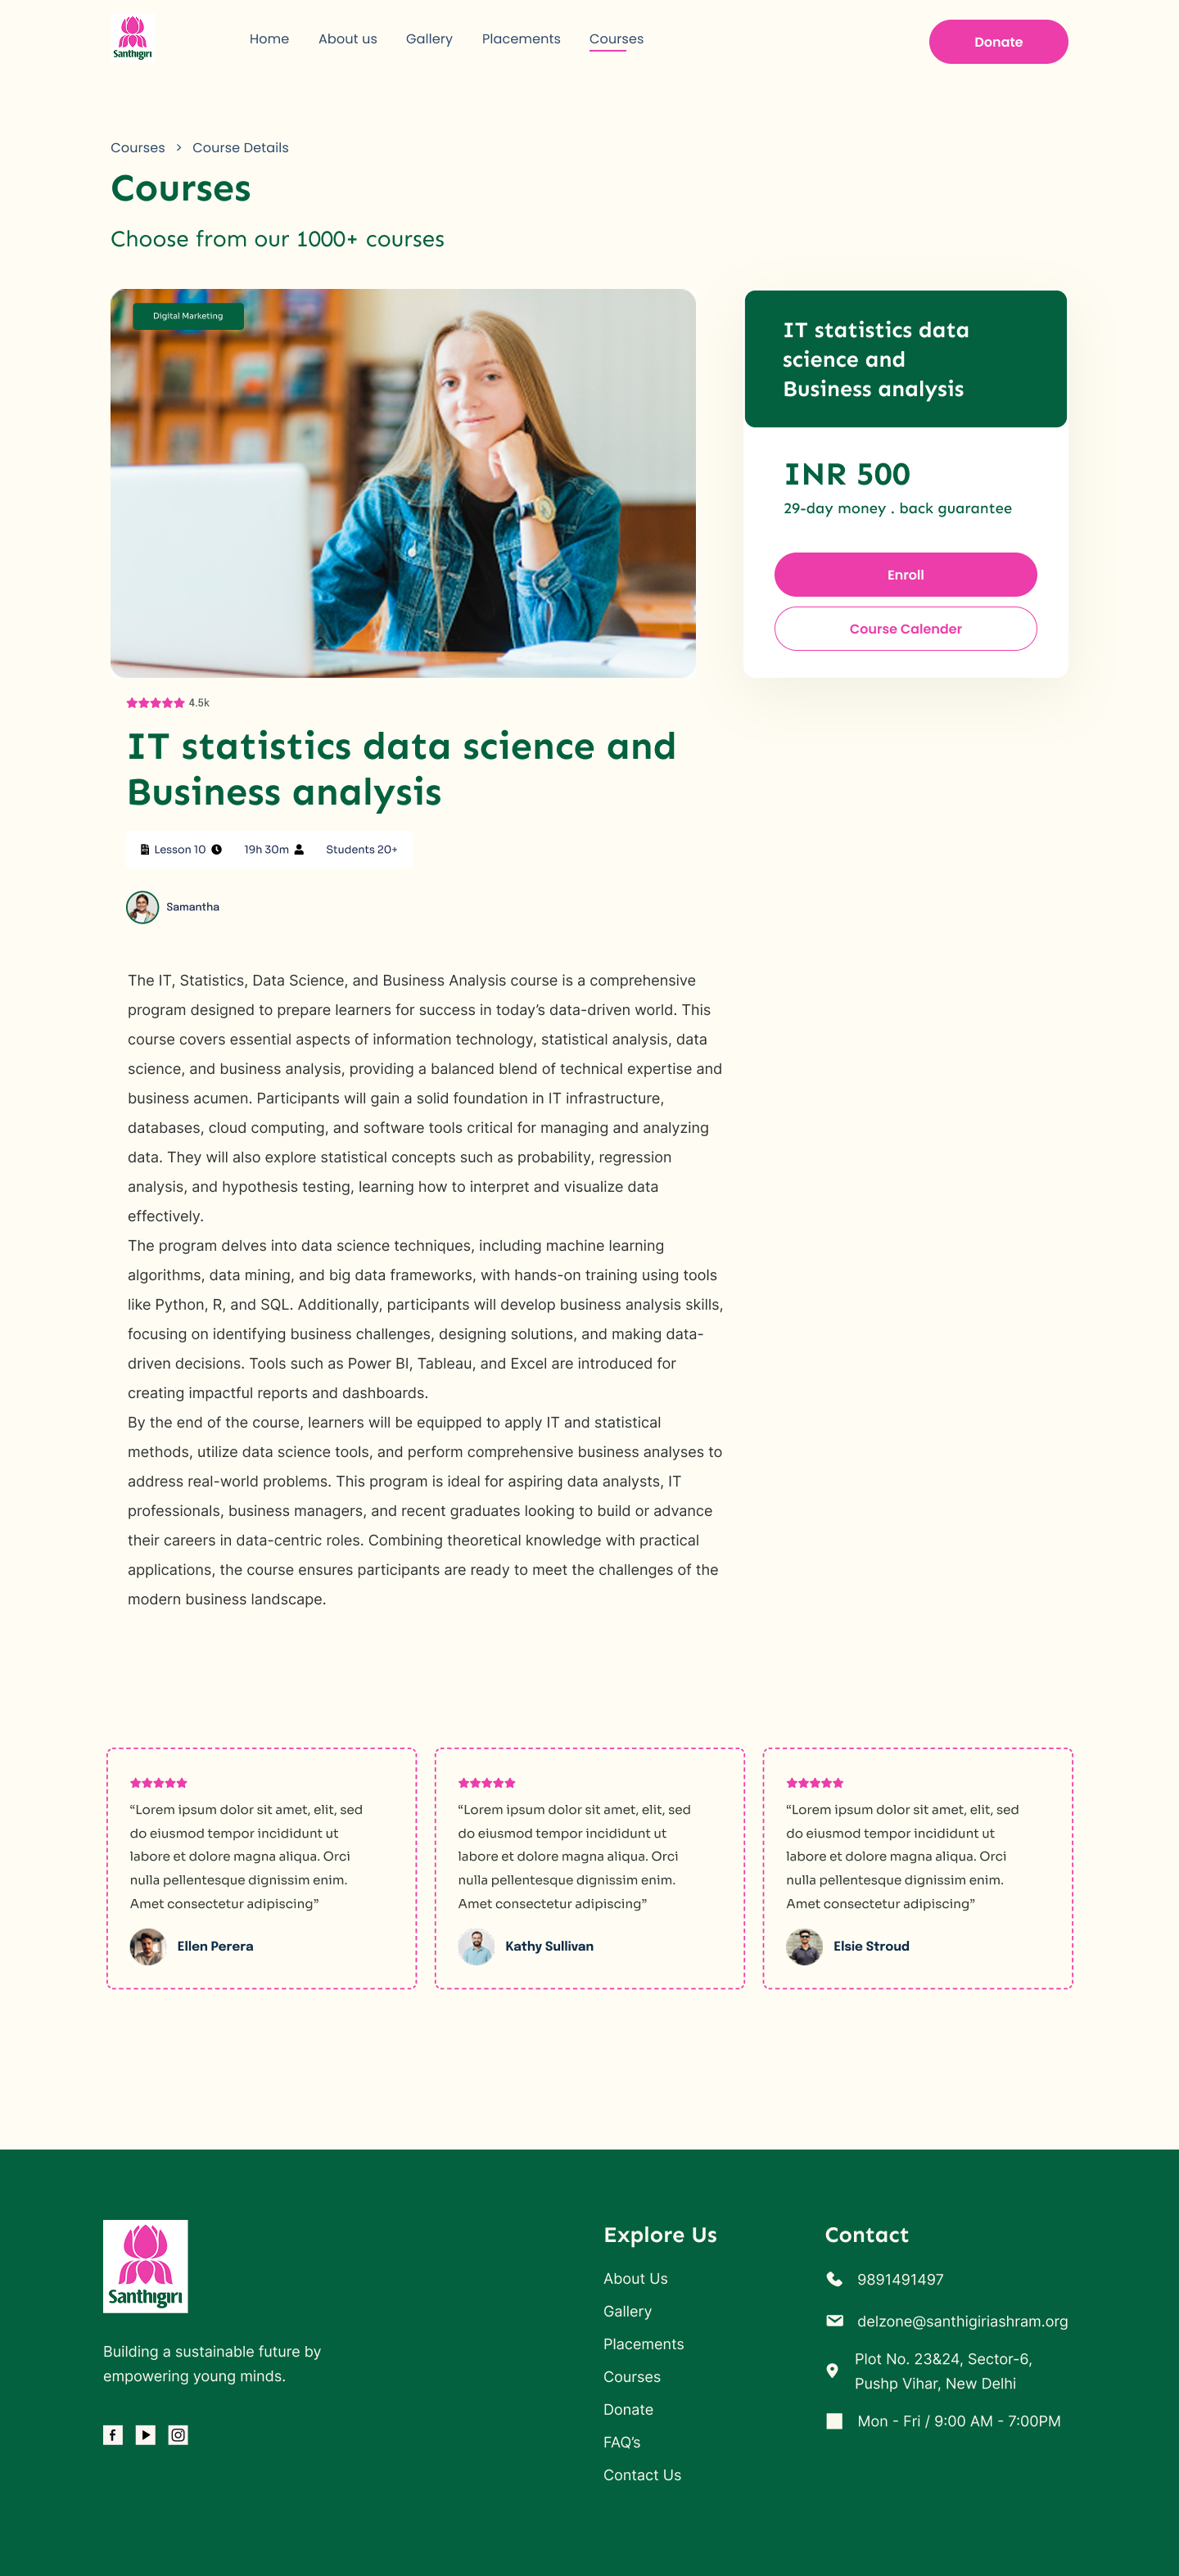 Santhigiri
Home About us Gallery Placements Courses
Donate
Courses > Course Details
Courses
Choose from our 1000+ courses
Digital Marketing
IT statistics data
science and
Business analysis
INR 500
29-day money . back guarantee
Enroll
Course Calender
4.5k
IT statistics data science and
Business analysis
Lesson 10 19h 30m Students 20+
Samantha
The IT, Statistics, Data Science, and Business Analysis course is a comprehensive
program designed to prepare learners for success in today’s data-driven world. This
course covers essential aspects of information technology, statistical analysis, data
science, and business analysis, providing a balanced blend of technical expertise and
business acumen. Participants will gain a solid foundation in IT infrastructure,
databases, cloud computing, and software tools critical for managing and analyzing
data. They will also explore statistical concepts such as probability, regression
analysis, and hypothesis testing, learning how to interpret and visualize data
effectively.
The program delves into data science techniques, including machine learning
algorithms, data mining, and big data frameworks, with hands-on training using tools
like Python, R, and SQL. Additionally, participants will develop business analysis skills,
focusing on identifying business challenges, designing solutions, and making data-
driven decisions. Tools such as Power BI, Tableau, and Excel are introduced for
creating impactful reports and dashboards.
By the end of the course, learners will be equipped to apply IT and statistical
methods, utilize data science tools, and perform comprehensive business analyses to
address real-world problems. This program is ideal for aspiring data analysts, IT
professionals, business managers, and recent graduates looking to build or advance
their careers in data-centric roles. Combining theoretical knowledge with practical
applications, the course ensures participants are ready to meet the challenges of the
modern business landscape.
“Lorem ipsum dolor sit amet, elit, sed
do eiusmod tempor incididunt ut
labore et dolore magna aliqua. Orci
nulla pellentesque dignissim enim.
Amet consectetur adipiscing”
Ellen Perera
“Lorem ipsum dolor sit amet, elit, sed
do eiusmod tempor incididunt ut
labore et dolore magna aliqua. Orci
nulla pellentesque dignissim enim.
Amet consectetur adipiscing”
Kathy Sullivan
“Lorem ipsum dolor sit amet, elit, sed
do eiusmod tempor incididunt ut
labore et dolore magna aliqua. Orci
nulla pellentesque dignissim enim.
Amet consectetur adipiscing”
Elsie Stroud
Santhigiri
Building a sustainable future by
empowering young minds.
Explore Us
About Us
Gallery
Placements
Courses
Donate
FAQ’s
Contact Us
Contact
9891491497
delzone@santhigiriashram.org
Plot No. 23&24, Sector-6,
Pushp Vihar, New Delhi
Mon - Fri / 9:00 AM - 7:00PM